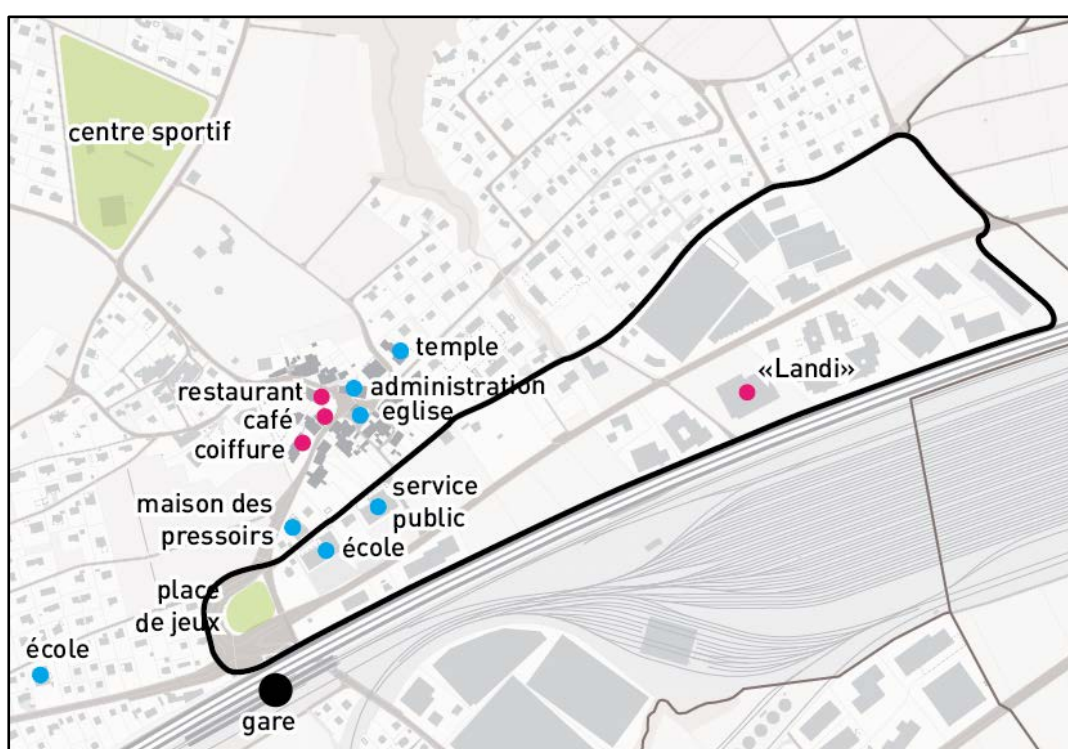 centre sportif
temple
«Landi»
restaurant
administration
café
eglise
coiffure
maison des
pressoirs
service
public
école
place
de jeux
école
gare